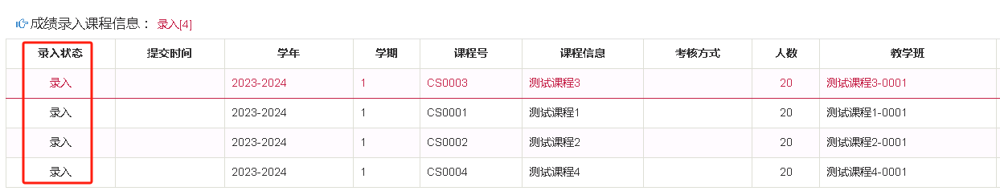 成绩录入课程信息： 录入[4]
录入状态 提交时间 学年 学期 课程号 课程信息 考核方式 人数 教学班
录入 2023-2024 1 CS0003 测试课程3 20 测试课程3-0001
录入 2023-2024 1 CS0001 测试课程1 20 测试课程1-0001
录入 2023-2024 1 CS0002 测试课程2 20 测试课程2-0001
录入 2023-2024 1 CS0004 测试课程4 20 测试课程4-0001